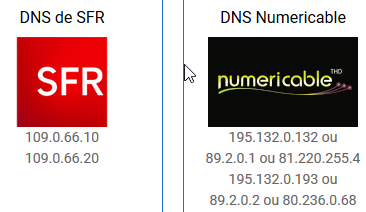 DNS de SFR
SFR
109.0.66.10
109.0.66.20
DNS Numericable
numericable THD
195.132.0.132 ou
89.2.0.1 ou 81.220.255.4
195.132.0.193 ou
89.2.0.2 ou 80.236.0.68